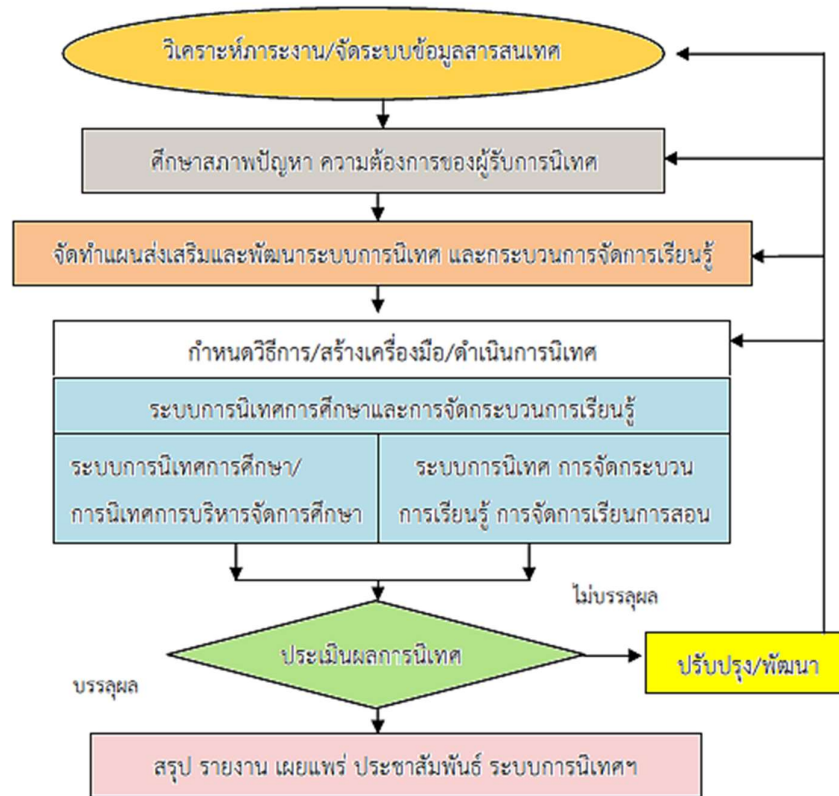 วิเคราะห์ภาระงาน/จัดระบบข้อมูลสารสนเทศ
ศึกษาสภาพปัญหา ความต้องการของผู้รับการนิเทศ
จัดทำแผนส่งเสริมและพัฒนาระบบการนิเทศ และกระบวนการจัดการเรียนรู้
กำหนดวิธีการ/สร้างเครื่องมือ/ดำเนินการนิเทศ
ระบบการนิเทศการศึกษาและการจัดกระบวนการเรียนรู้
ระบบการนิเทศการศึกษา/
การนิเทศการบริหารจัดการศึกษา
ระบบการนิเทศ การจัดกระบวน
การเรียนรู้ การจัดการเรียนการสอน
ไม่บรรลุผล
ประเมินผลการนิเทศ
ปรับปรุง/พัฒนา
บรรลุผล
สรุป รายงาน เผยแพร่ ประชาสัมพันธ์ ระบบการนิเทศฯ